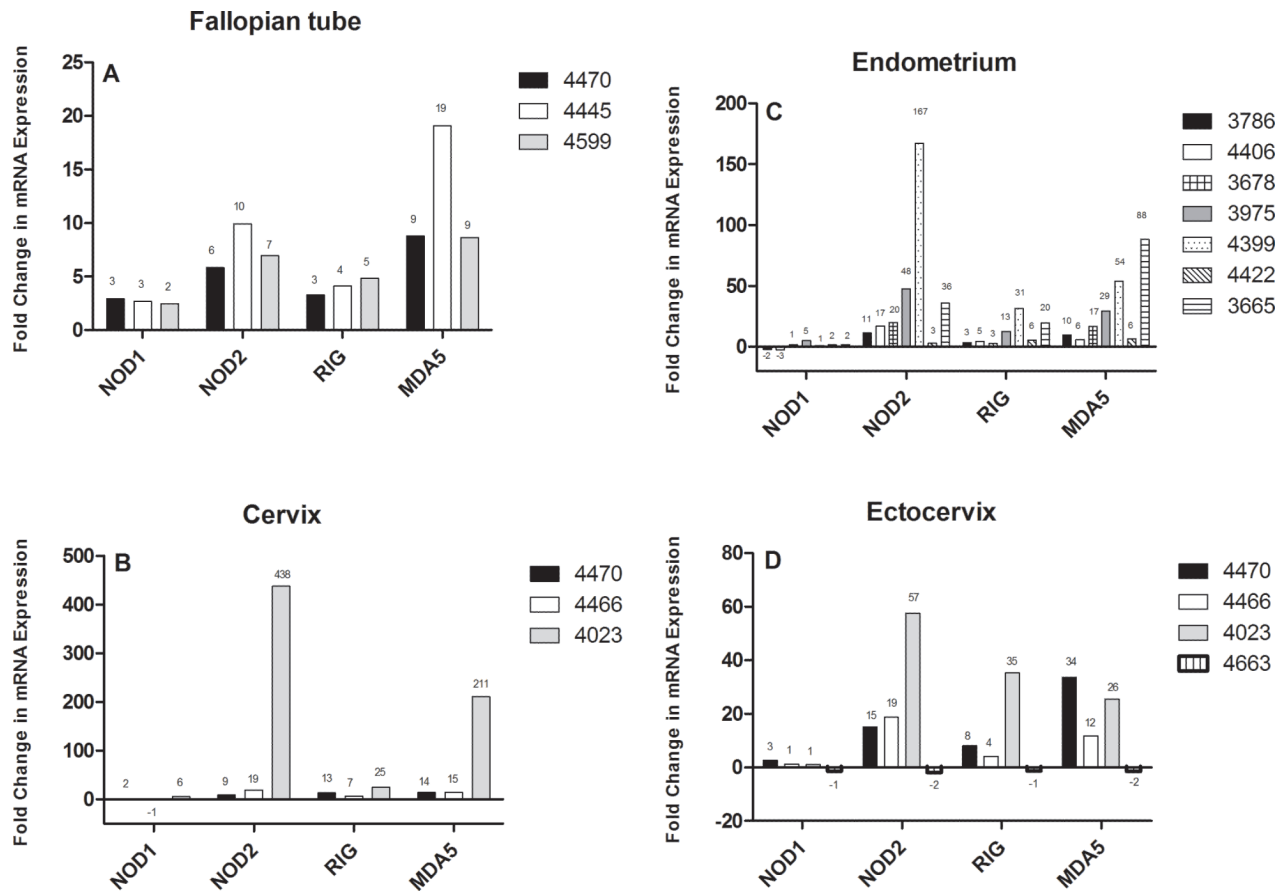 Fallopian tube
A
Fold Change in mRNA Expression
25
20
15
10
5
0
3 3 2
6 10 7
3 4 5
9 19 9
NOD1 NOD2 RIG MDA5
4470
4445
4599
Endometrium
C
Fold Change in mRNA Expression
200
150
100
50
0
-2 -3 1 5 1 2 2
11 17 20 48 167 3 36
3 5 3 13 31 6 20
10 6 17 29 54 6 88
NOD1 NOD2 RIG MDA5
3786
4406
3678
3975
4399
4422
3665
Cervix
B
Fold Change in mRNA Expression
500
400
300
200
100
0
2 -1 6
9 19 438
13 7 25
14 15 211
NOD1 NOD2 RIG MDA5
4470
4466
4023
Ectocervix
D
Fold Change in mRNA Expression
80
60
40
20
0
-20
3 1 1 -1
15 19 57 -2
8 4 35 -1
34 12 26 -2
NOD1 NOD2 RIG MDA5
4470
4466
4023
4663